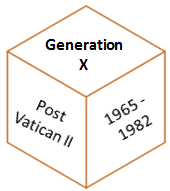 Generation
X
Post
Vatican II
1965 -
1982